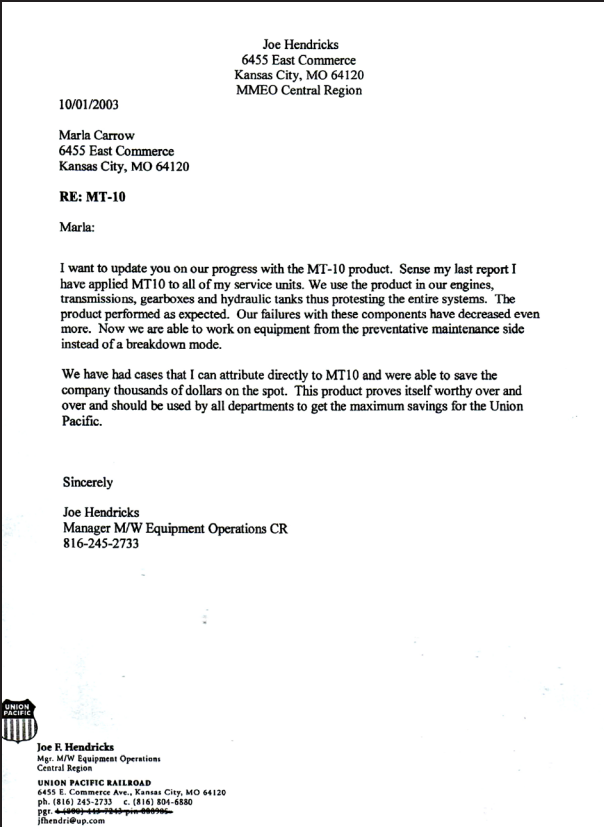 Joe Hendricks
6455 East Commerce
Kansas City, MO 64120
MMEO Central Region
10/01/2003
Marla Carrow
6455 East Commerce
Kansas City, MO 64120
RE: MT-10
Marla:
I want to update you on our progress with the MT-10 product. Sense my last report I
have applied MT10 to all of my service units. We use the product in our engines,
transmissions, gearboxes and hydraulic tanks thus protesting the entire systems. The
product performed as expected. Our failures with these components have decreased even
more. Now we are able to work on equipment from the preventative maintenance side
instead of a breakdown mode.
We have had cases that I can attribute directly to MT10 and were able to save the
company thousands of dollars on the spot. This product proves itself worthy over and
over and should be used by all departments to get the maximum savings for the Union
Pacific.
Sincerely
Joe Hendricks
Manager M/W Equipment Operations CR
816-245-2733
UNION
PACIFIC
Joe F. Hendricks
Mgr. M/W Equipment Operations
Central Region
UNION PACIFIC RAILROAD
6455 E. Commerce Ave., Kansas City, MO 64120
ph. (816) 245-2733 c. (816) 804-6880
pgr.
jfhendri@up.com